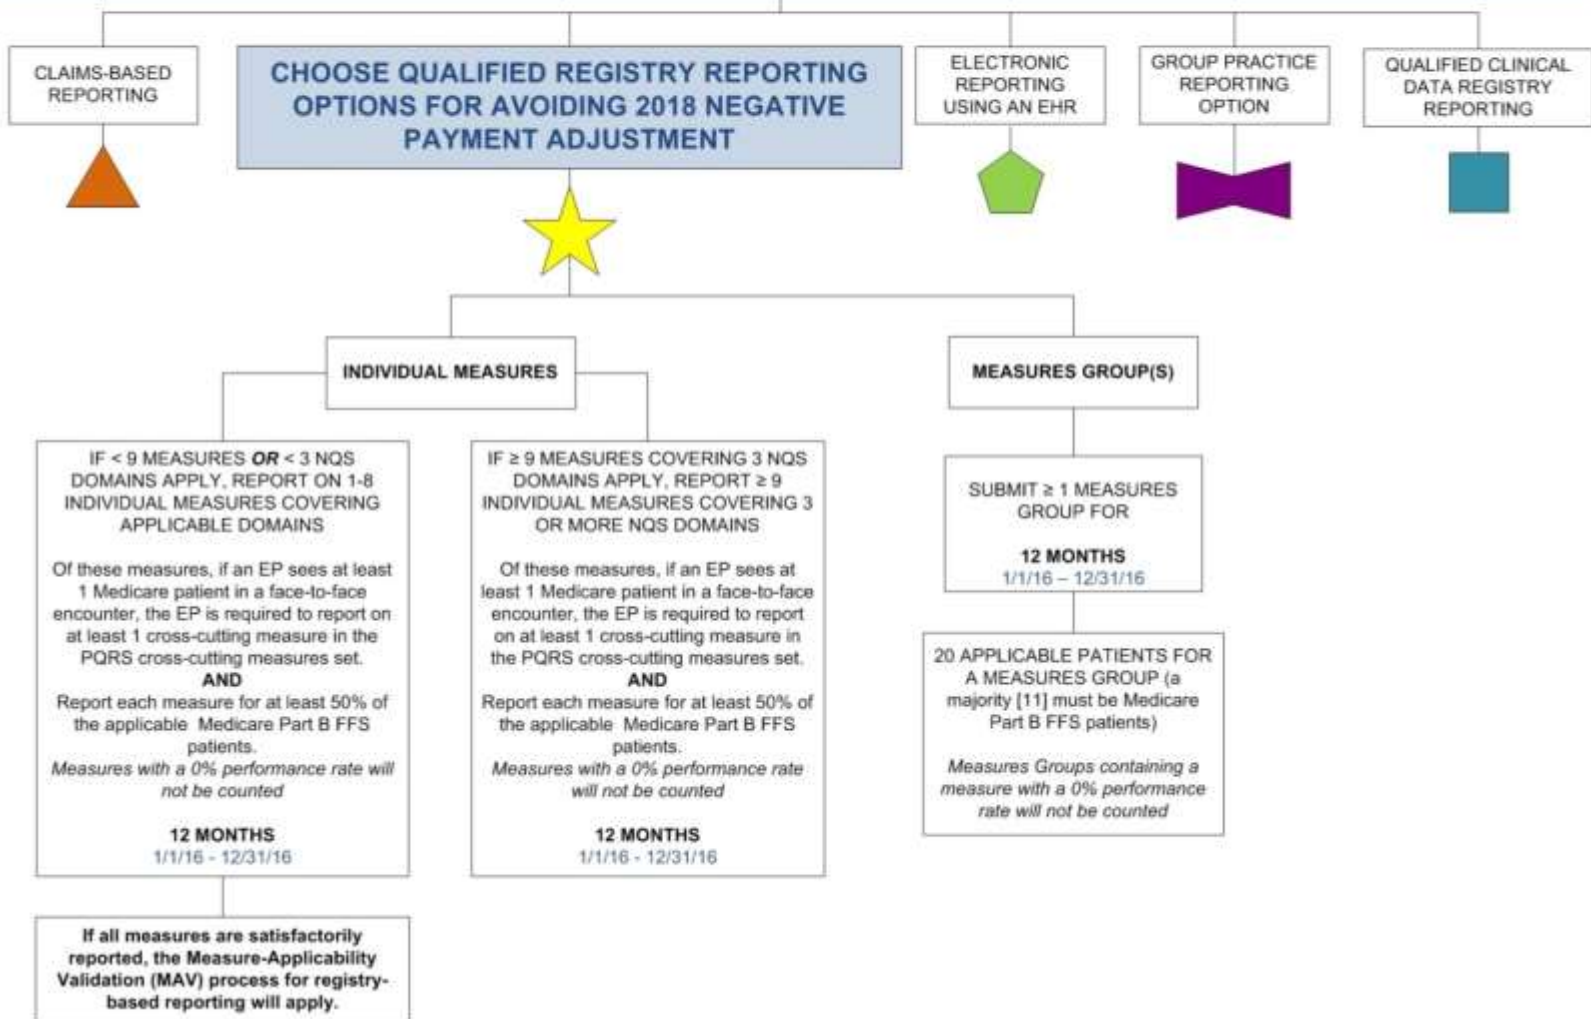 CLAIMS-BASED
REPORTING
CHOOSE QUALIFIED REGISTRY REPORTING
OPTIONS FOR AVOIDING 2018 NEGATIVE
PAYMENT ADJUSTMENT
ELECTRONIC
REPORTING
USING AN EHR
GROUP PRACTICE
REPORTING
OPTION
QUALIFIED CLINICAL
DATA REGISTRY
REPORTING
INDIVIDUAL MEASURES
MEASURES GROUP(S)
IF < 9 MEASURES OR < 3 NQS
DOMAINS APPLY, REPORT ON 1-8
INDIVIDUAL MEASURES COVERING
APPLICABLE DOMAINS
Of these measures, if an EP sees at least
1 Medicare patient in a face-to-face
encounter, the EP is required to report on
at least 1 cross-cutting measure in the
PQRS cross-cutting measures set.
AND
Report each measure for at least 50% of
the applicable Medicare Part B FFS
patients.
Measures with a 0% performance rate will
not be counted
12 MONTHS
1/1/16 - 12/31/16
If all measures are satisfactorily
reported, the Measure-Applicability
Validation (MAV) process for registry-
based reporting will apply.
IF ≥ 9 MEASURES COVERING 3 NQS
DOMAINS APPLY, REPORT ≥ 9
INDIVIDUAL MEASURES COVERING 3
OR MORE NQS DOMAINS
Of these measures, if an EP sees at
least 1 Medicare patient in a face-to-face
encounter, the EP is required to report
on at least 1 cross-cutting measure in
the PQRS cross-cutting measures set.
AND
Report each measure for at least 50% of
the applicable Medicare Part B FFS
patients.
Measures with a 0% performance rate
will not be counted
12 MONTHS
1/1/16 - 12/31/16
SUBMIT ≥ 1 MEASURES
GROUP FOR
12 MONTHS
1/1/16 – 12/31/16
20 APPLICABLE PATIENTS FOR
A MEASURES GROUP (a
majority [11] must be Medicare
Part B FFS patients)
Measures Groups containing a
measure with a 0% performance
rate will not be counted